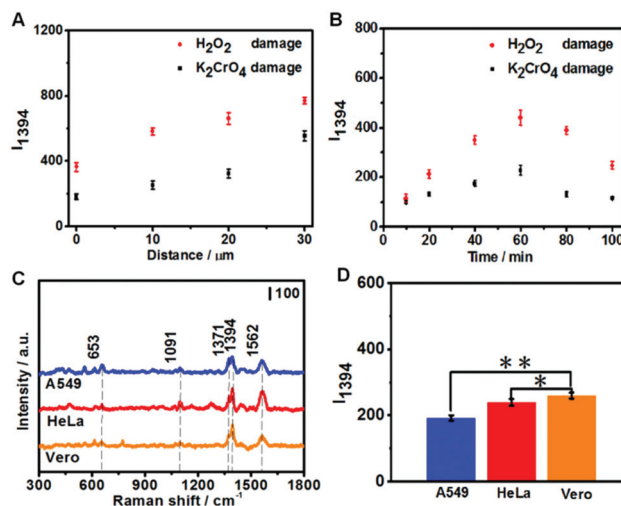 A
1200
800
400
0
I1394
H2O2 damage
K2CrO4 damage
0 10 20 30
Distance / μm
B
800
600
400
200
0
I1394
H2O2 damage
K2CrO4 damage
20 40 60 80 100
Time / min
C
100
653
1091
1371
1394
1562
A549
HeLa
Vero
Intensity / a.u.
300 600 900 1200 1500 1800
Raman shift / cm⁻¹
D
600
400
200
0
I1394
**
*
A549 HeLa Vero